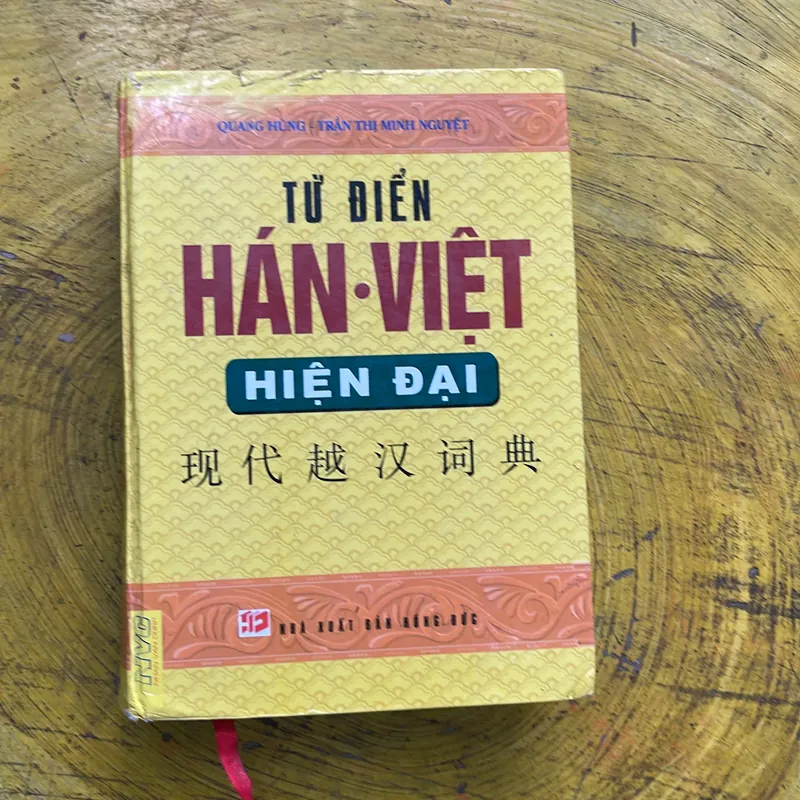 QUANG HÙNG - TRẦN THỊ MINH NGUYỆT
TỪ ĐIỂN
HÁN·VIỆT
HIỆN ĐẠI
现代越汉词典
NHÀ XUẤT BẢN HỒNG ĐỨC
HVC